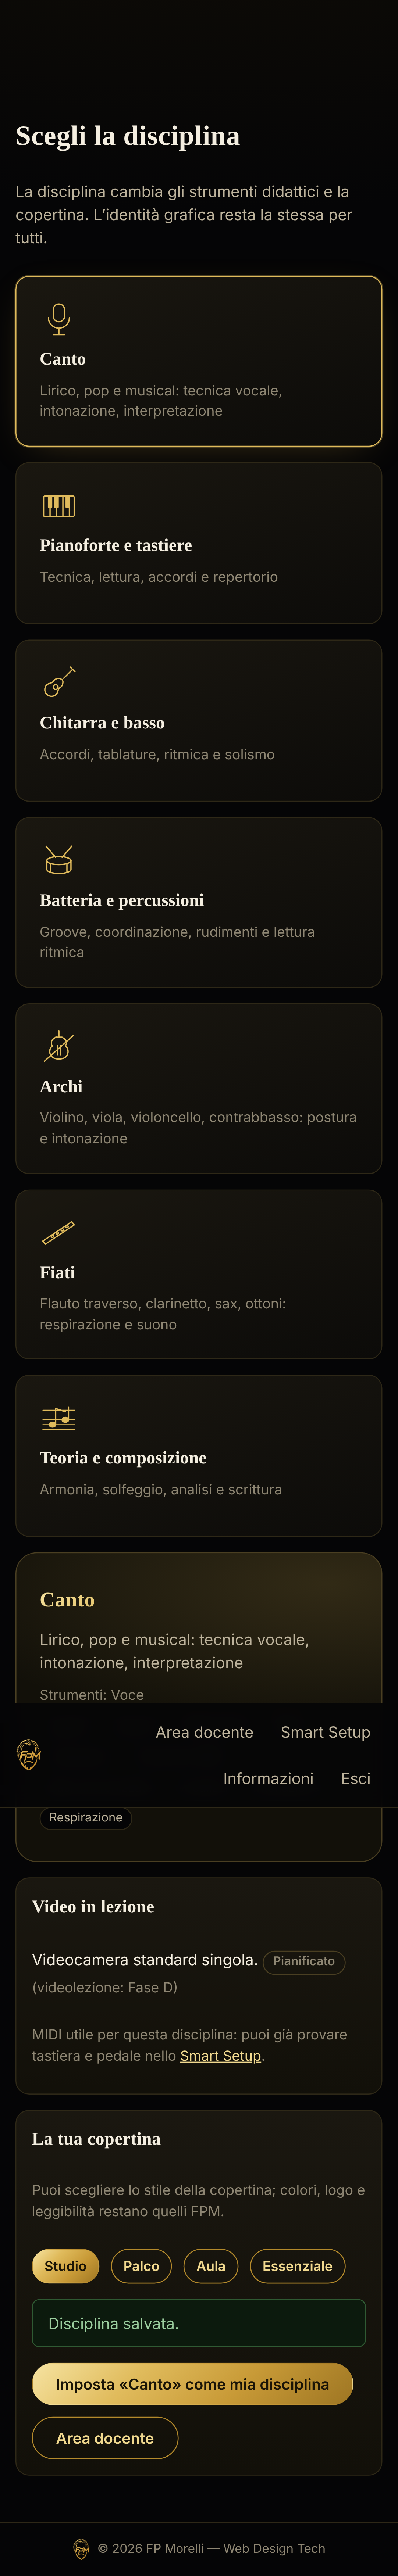 Scegli la disciplina
La disciplina cambia gli strumenti didattici e la
copertina. L’identità grafica resta la stessa per
tutti.
Canto
Lirico, pop e musical: tecnica vocale,
intonazione, interpretazione
Pianoforte e tastiere
Tecnica, lettura, accordi e repertorio
Chitarra e basso
Accordi, tablature, ritmica e solismo
Batteria e percussioni
Groove, coordinazione, rudimenti e lettura
ritmica
Archi
Violino, viola, violoncello, contrabbasso: postura
e intonazione
Fiati
Flauto traverso, clarinetto, sax, ottoni:
respirazione e suono
Teoria e composizione
Armonia, solfeggio, analisi e scrittura
Canto
Lirico, pop e musical: tecnica vocale,
intonazione, interpretazione
Strumenti: Voce
FPM
Area docente Smart Setup
Informazioni Esci
Respirazione
Video in lezione
Videocamera standard singola. Pianificato
(videolezione: Fase D)
MIDI utile per questa disciplina: puoi già provare
tastiera e pedale nello Smart Setup.
La tua copertina
Puoi scegliere lo stile della copertina; colori, logo e
leggibilità restano quelli FPM.
Studio Palco Aula Essenziale
Disciplina salvata.
Imposta «Canto» come mia disciplina
Area docente
FPM © 2026 FP Morelli — Web Design Tech